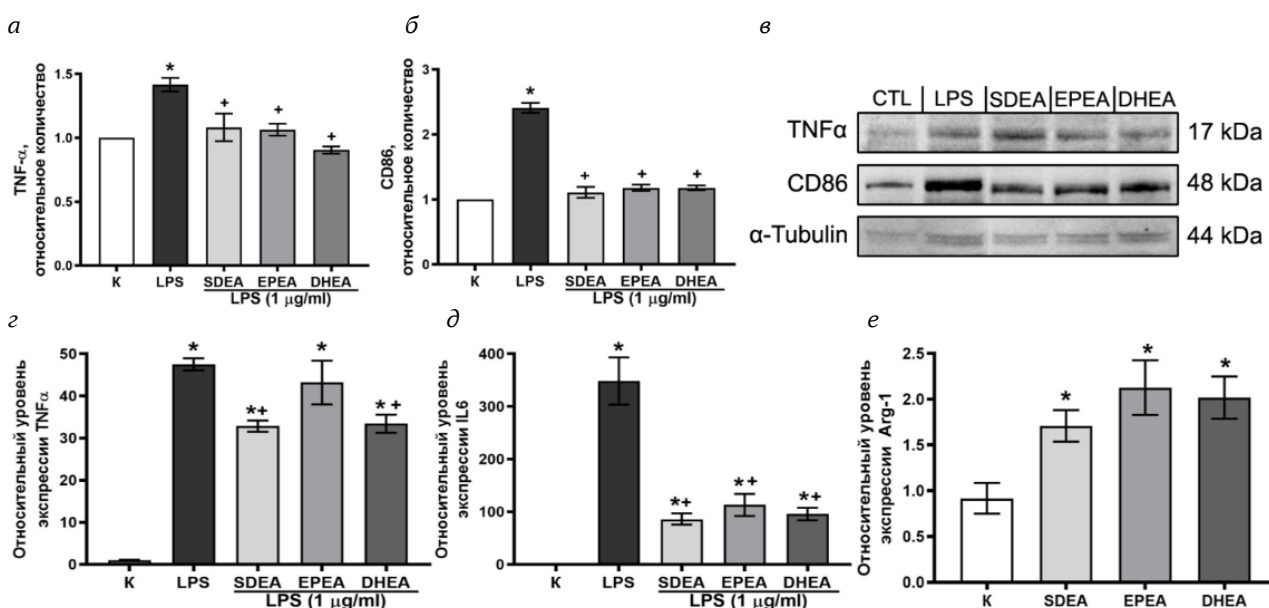 а
TNF-α,
относительное количество
1.5
1.0
0.5
0.0
*
+
+
+
К
LPS
SDEA EPEA DHEA
LPS (1 μg/ml)
б
CD86,
относительное количество
3
2
1
0
*
+
+
+
К
LPS
SDEA EPEA DHEA
LPS (1 μg/ml)
в
CTL LPS SDEA EPEA DHEA
TNFα 17 kDa
CD86 48 kDa
α-Tubulin 44 kDa
г
Относительный уровень
экспрессии TNFα
50
40
30
20
10
0
*
*+
*
*+
К LPS SDEA EPEA DHEA
LPS (1 μg/ml)
д
Относительный уровень
экспрессии IL6
400
300
200
100
0
*
*+
*+
*+
К LPS SDEA EPEA DHEA
LPS (1 μg/ml)
е
Относительный уровень
экспрессии Arg-1
2.5
2.0
1.5
1.0
0.5
0.0
*
*
*
К SDEA EPEA DHEA